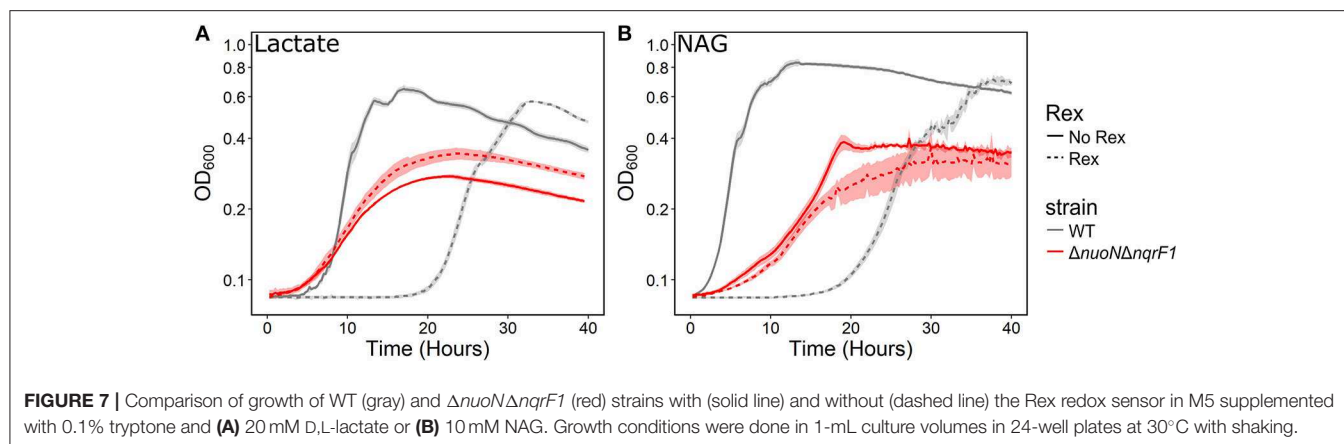 A
Lactate
1.0
0.8
0.6
0.4
0.2
0.1
OD600
0
10
20
30
40
Time (Hours)
B
NAG
1.0
0.8
0.6
0.4
0.2
0.1
OD600
0
10
20
30
40
Time (Hours)
Rex
No Rex
Rex
strain
WT
ΔnuoNΔnqrF1
FIGURE 7 | Comparison of growth of WT (gray) and ΔnuoNΔnqrF1 (red) strains with (solid line) and without (dashed line) the Rex redox sensor in M5 supplemented
with 0.1% tryptone and (A) 20 mM D,L-lactate or (B) 10 mM NAG. Growth conditions were done in 1-mL culture volumes in 24-well plates at 30°C with shaking.